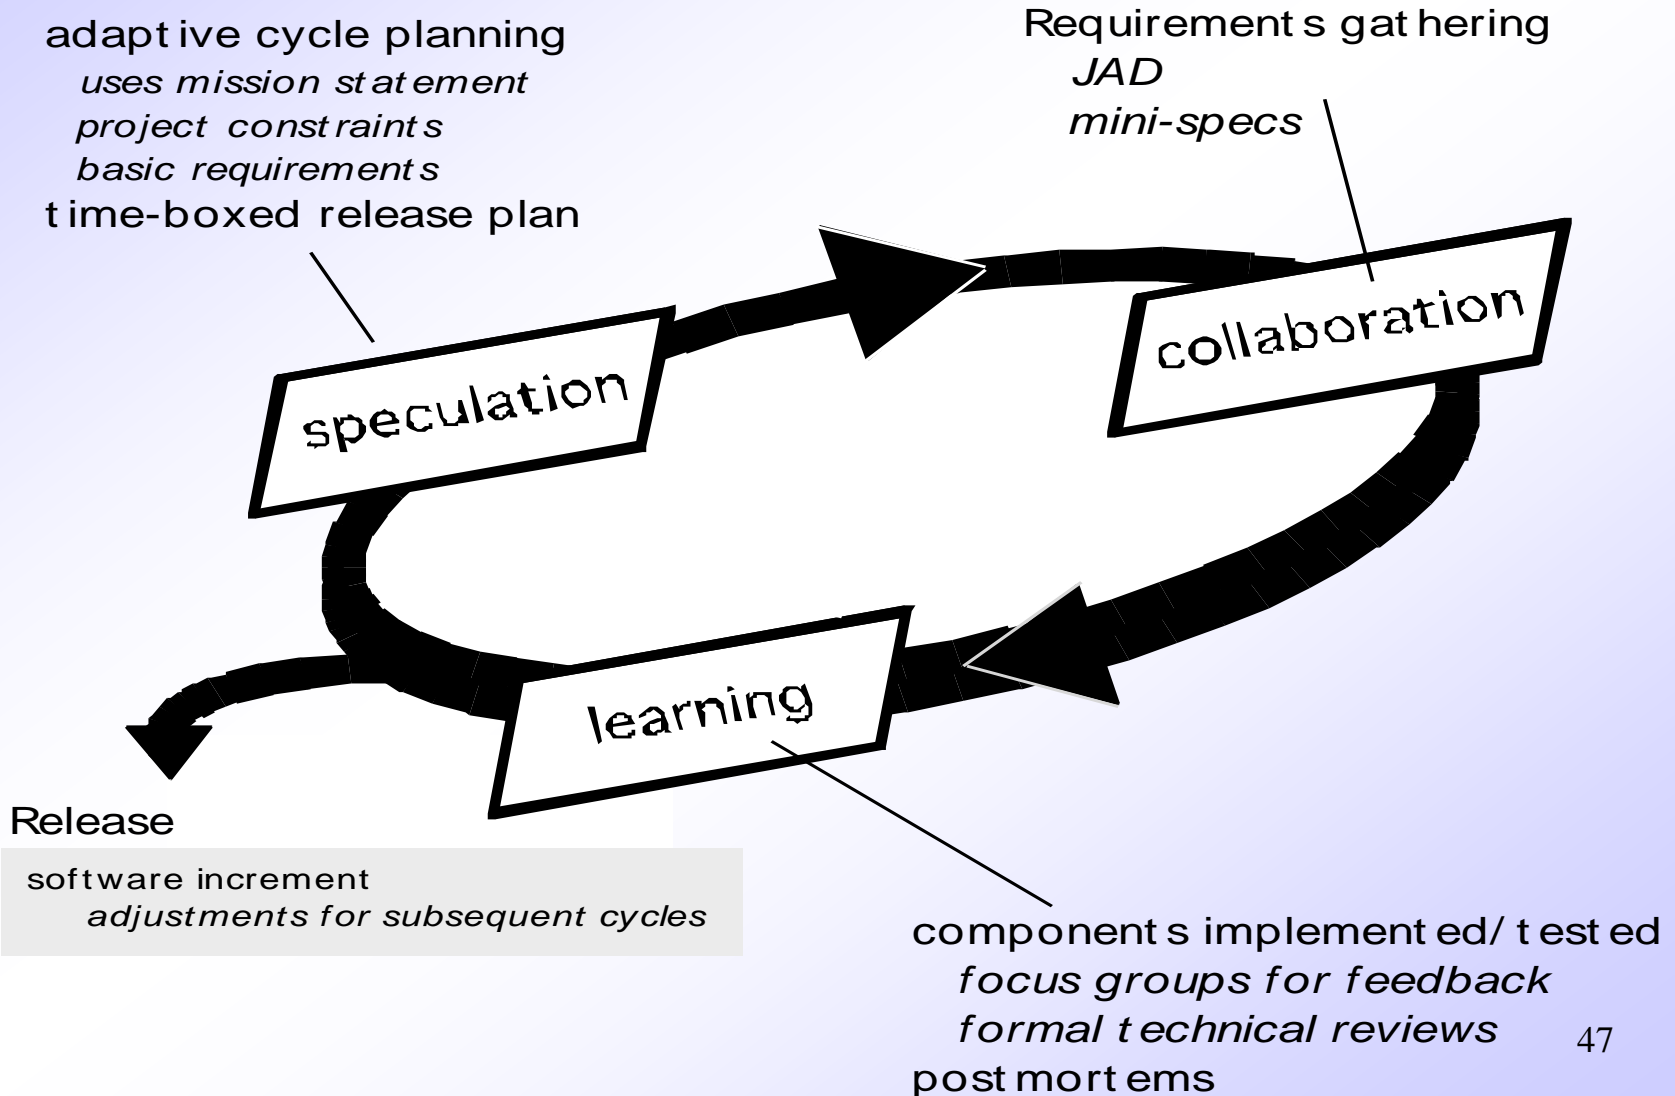 adaptive cycle planning
uses mission statement
project constraints
basic requirements
time-boxed release plan
Requirements gathering
JAD
mini-specs
speculation
collaboration
learning
Release
software increment
adjustments for subsequent cycles
components implemented/ tested
focus groups for feedback
formal technical reviews
postmortems
47